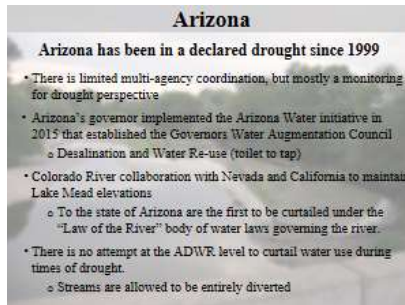 Arizona
Arizona has been in a declared drought since 1999
• There is limited multi-agency coordination, but mostly a monitoring
for drought perspective
• Arizona's governor implemented the Arizona Water initiative in
2015 that established the Governors Water Augmentation Council
o Desalination and Water Re-use (toilet to tap)
• Colorado River collaboration with Nevada and California to maintain
Lake Mead elevations
o To the state of Arizona are the first to be curtailed under the
“Law of the River” body of water laws governing the river.
• There is no attempt at the ADWR level to curtail water use during
times of drought.
o Streams are allowed to be entirely diverted